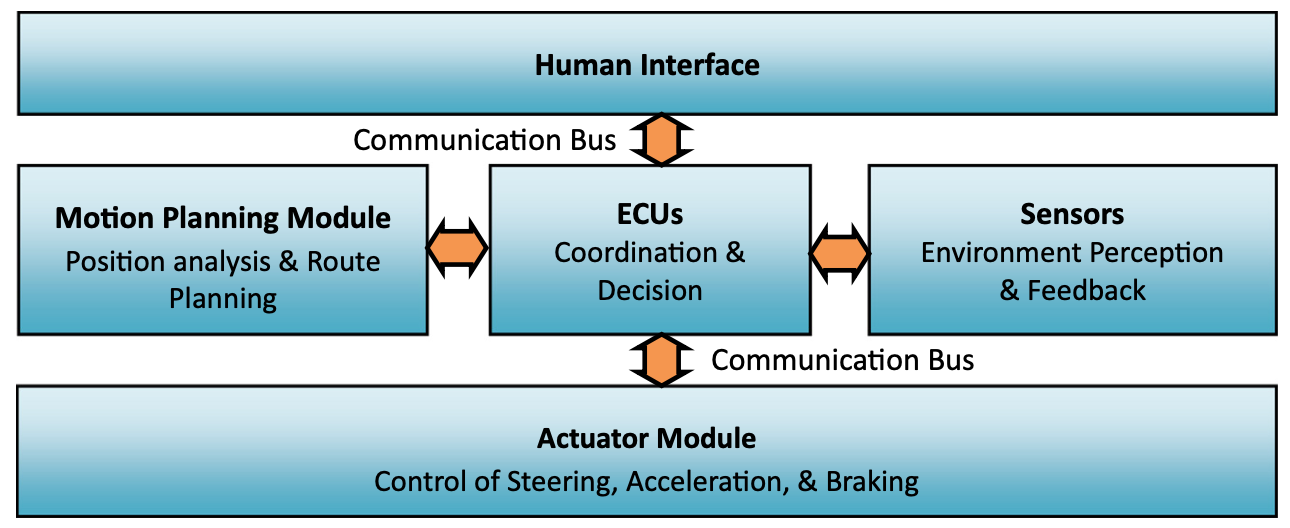 Human Interface
Communication Bus
Motion Planning Module
Position analysis & Route
Planning
ECUs
Coordination &
Decision
Sensors
Environment Perception
& Feedback
Communication Bus
Actuator Module
Control of Steering, Acceleration, & Braking